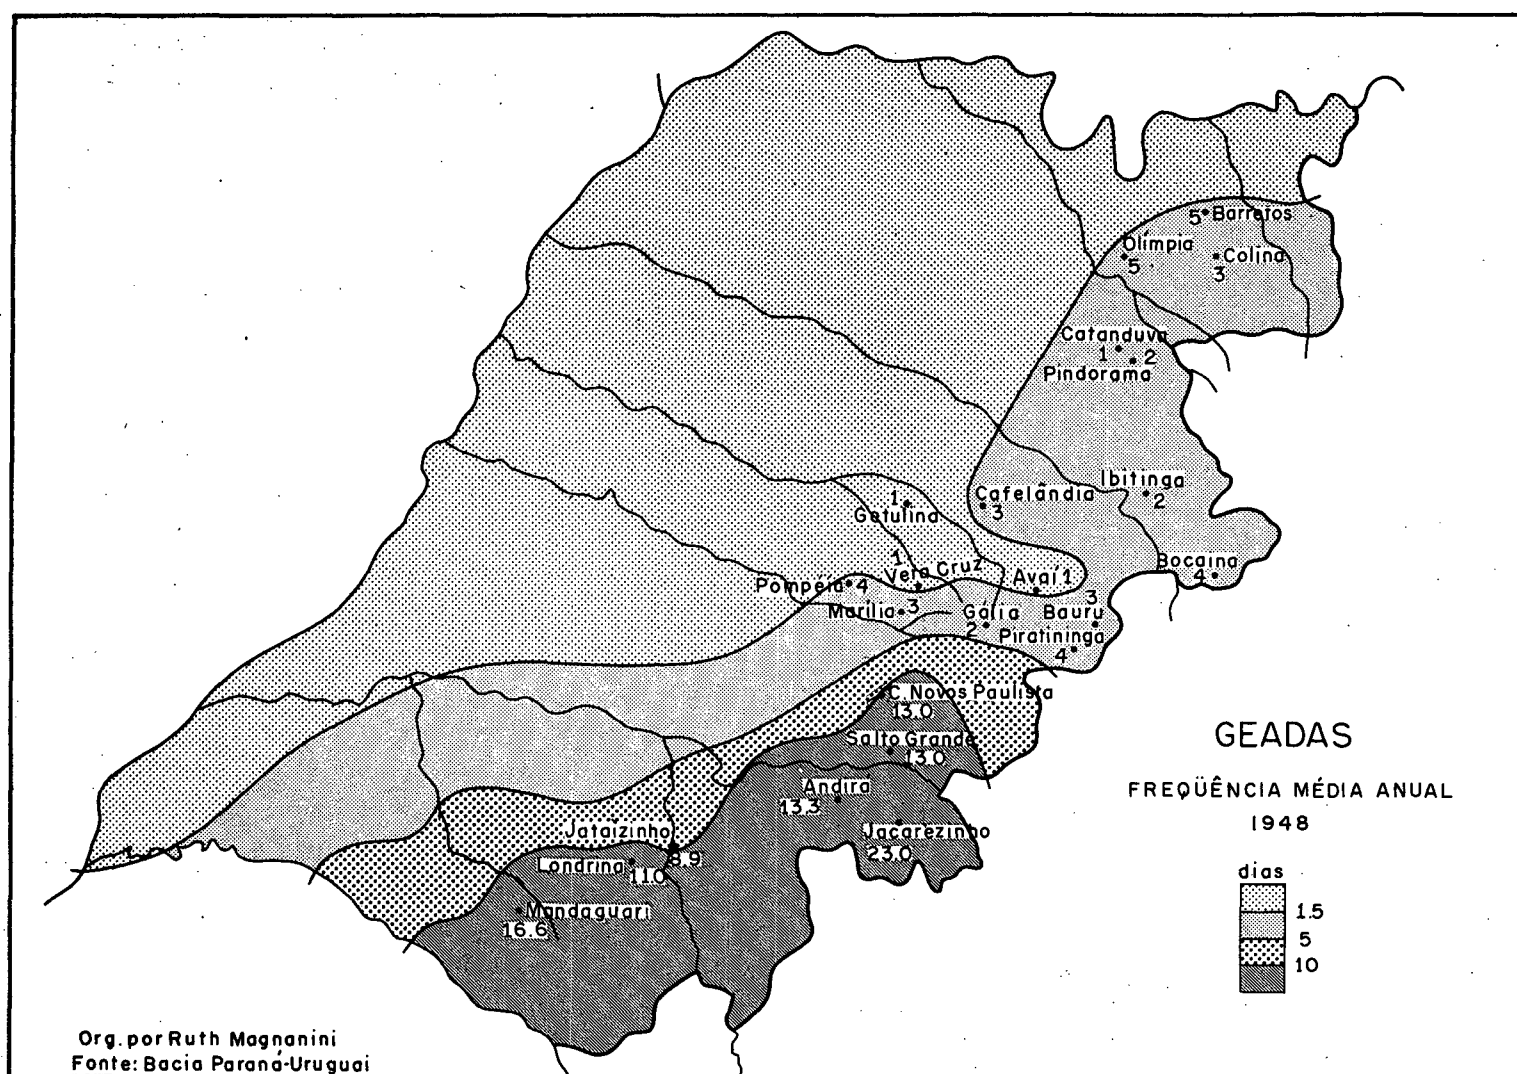 5 Barretos
Olímpia
5
Colina
3
Catanduva
1 2
Pindorama
Ibitinga
2
Cafelândia
3
1
Getulina
Bocaina
4
1
Vera Cruz
Avaí 1
Pompeia 4
3
Marília
3
Gália
2
Bauru
Piratininga
4
C. Novos Paulista
13.0
Salto Grande
13.0
Andira
13.3
Jacarezinho
23.0
Jataizinho
8.9
Londrina
11.0
Mandaguari
16.6
GEADAS
FREQÜÊNCIA MÉDIA ANUAL
1948
dias
1.5
5
10
Org. por Ruth Magnanini
Fonte: Bacia Paraná-Uruguai